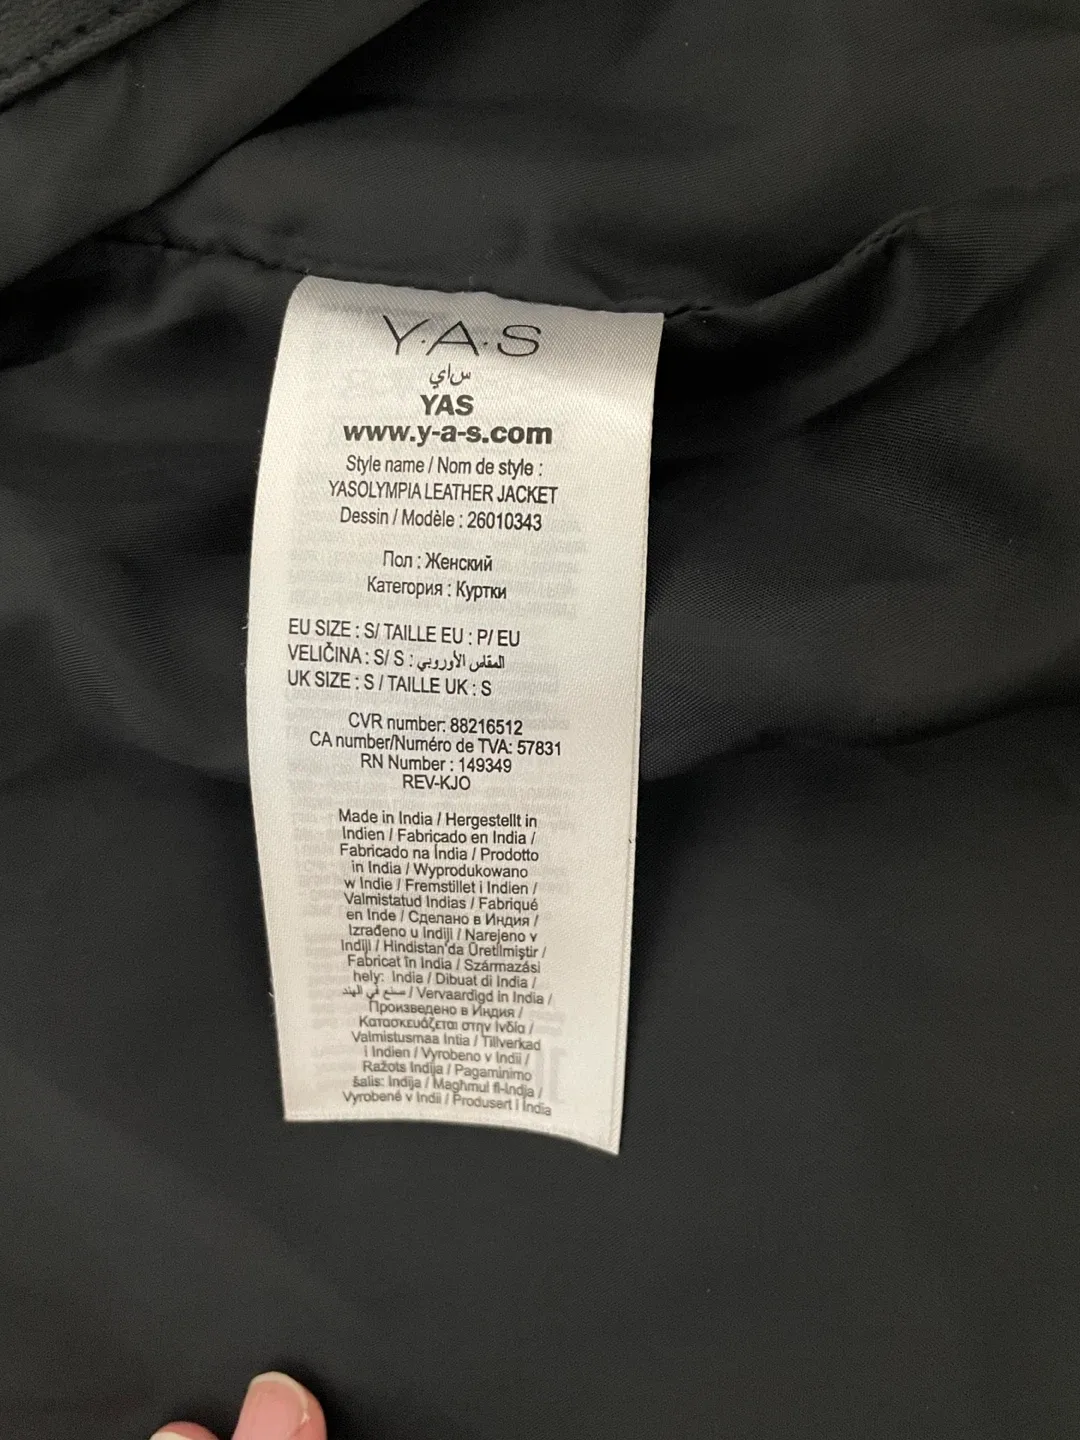 Y.A.S
ساي
YAS
www.y-a-s.com
Style name / Nom de style :
YASOLYMPIA LEATHER JACKET
Dessin / Modèle : 26010343
Пол : Женский
Категория : Куртки
EU SIZE : S/ TAILLE EU : P/ EU
VELIČINA : S/ S : المقاس الأوروبي
UK SIZE : S / TAILLE UK : S
CVR number: 88216512
CA number/Numéro de TVA: 57831
RN Number : 149349
REV-KJO
Made in India / Hergestellt in
Indien / Fabricado en India /
Fabricado na Índia / Prodotto
in India / Wyprodukowano
w Indie / Fremstillet i Indien /
Valmistatud Indias / Fabriqué
en Inde / Сделано в Индия /
Izrađeno u Indiji / Narejeno v
Indiji / Hindistan'da Üretilmiştir /
Fabricat în India / Származási
hely: India / Dibuat di India /
صنع في الهند / Vervaardigd in India /
Произведено в Индия /
Κατασκευάζεται στην Ινδία /
Valmistusmaa Intia / Tillverkad
i Indien / Vyrobeno v Indii /
Ražots Indija / Pagaminimo
šalis: Indija / Magħmul fl-Indja /
Vyrobené v Indii / Produsert i India